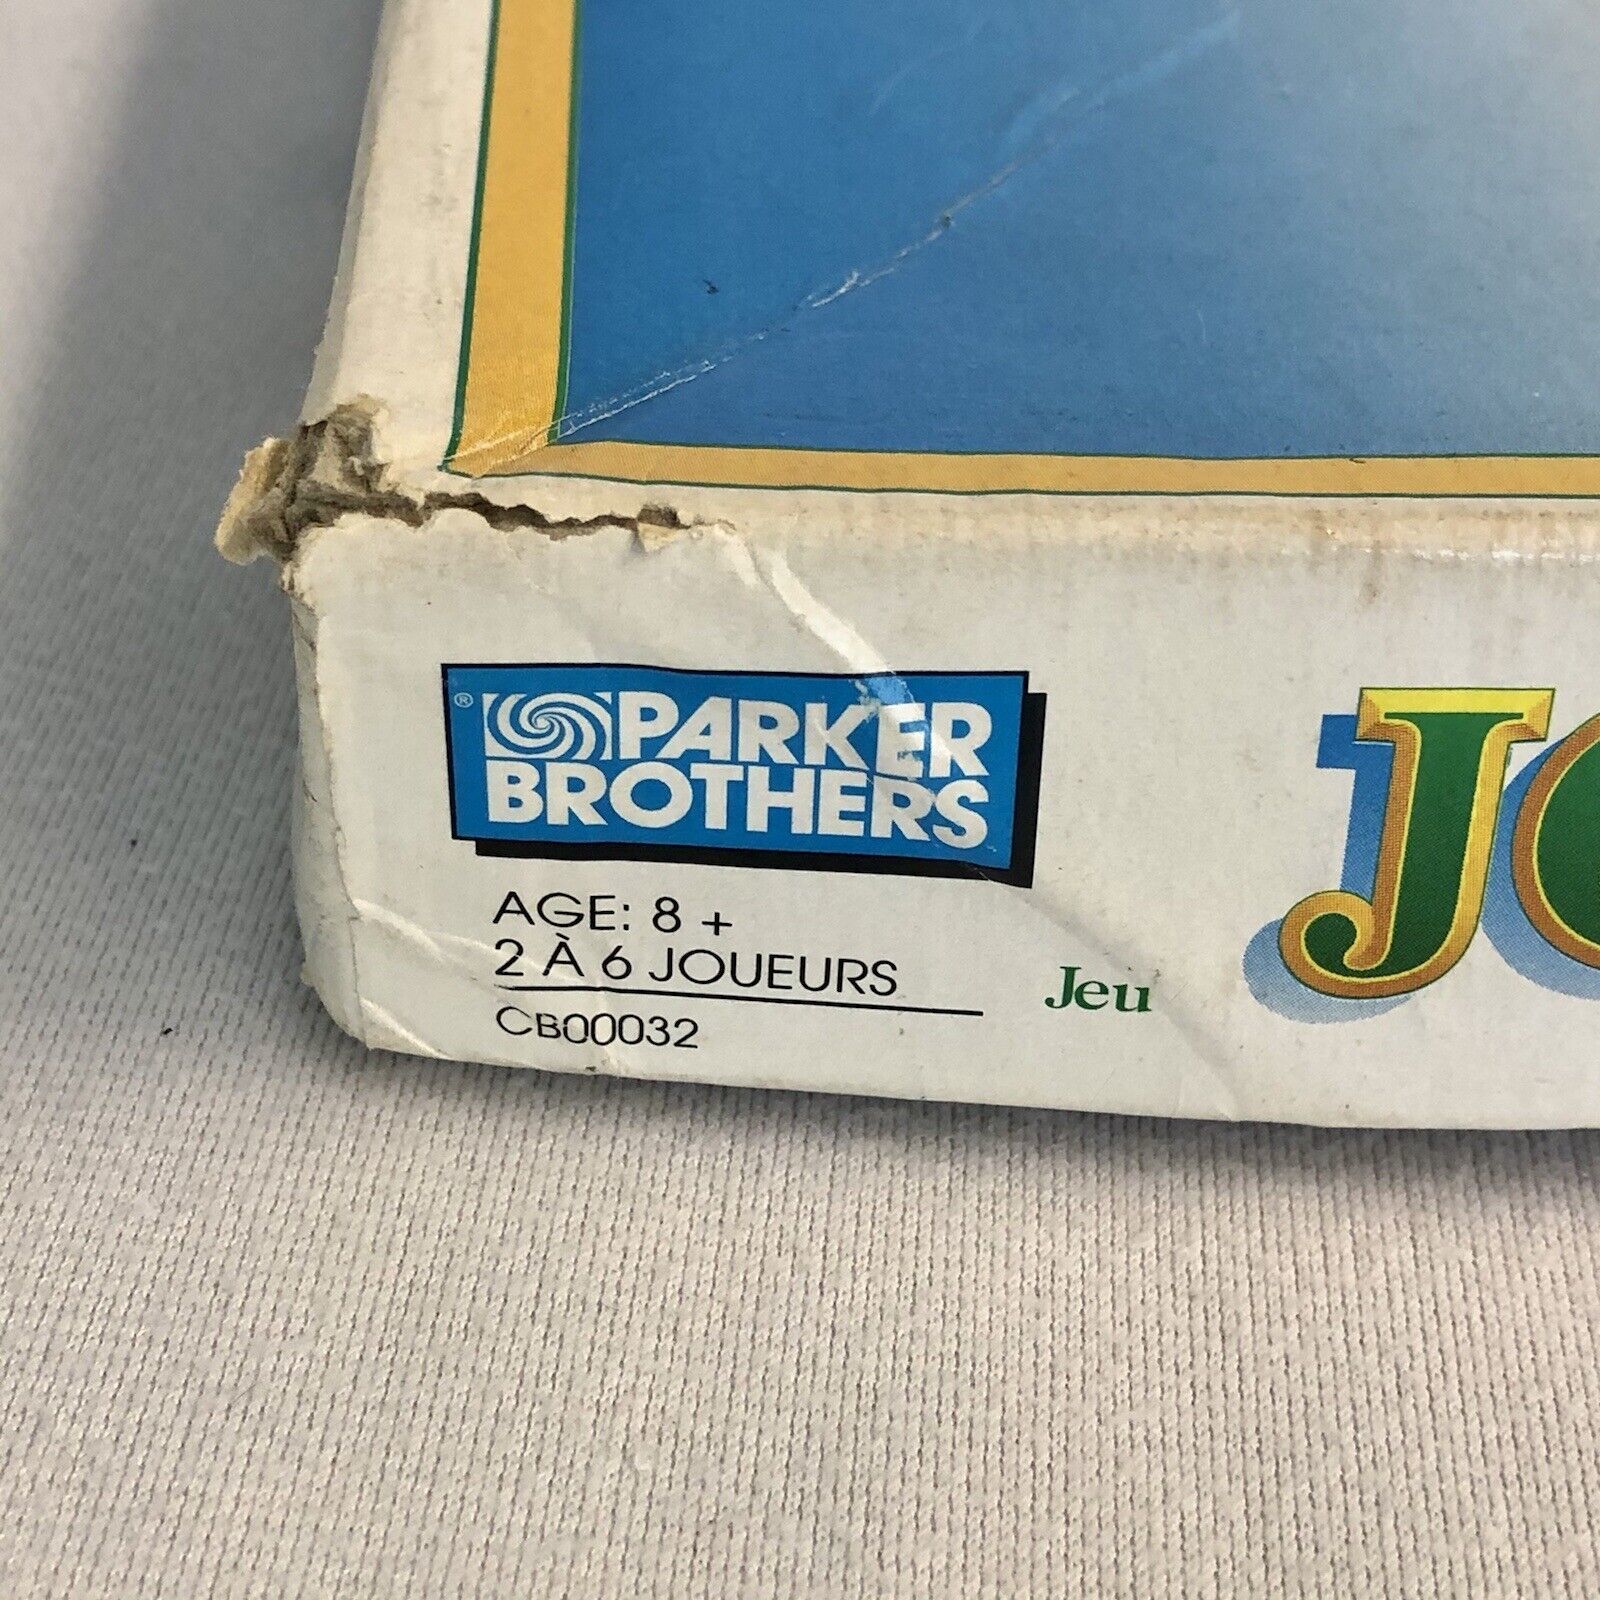 ® PARKER
BROTHERS
AGE: 8 +
2 À 6 JOUEURS
CB00032
Jeu